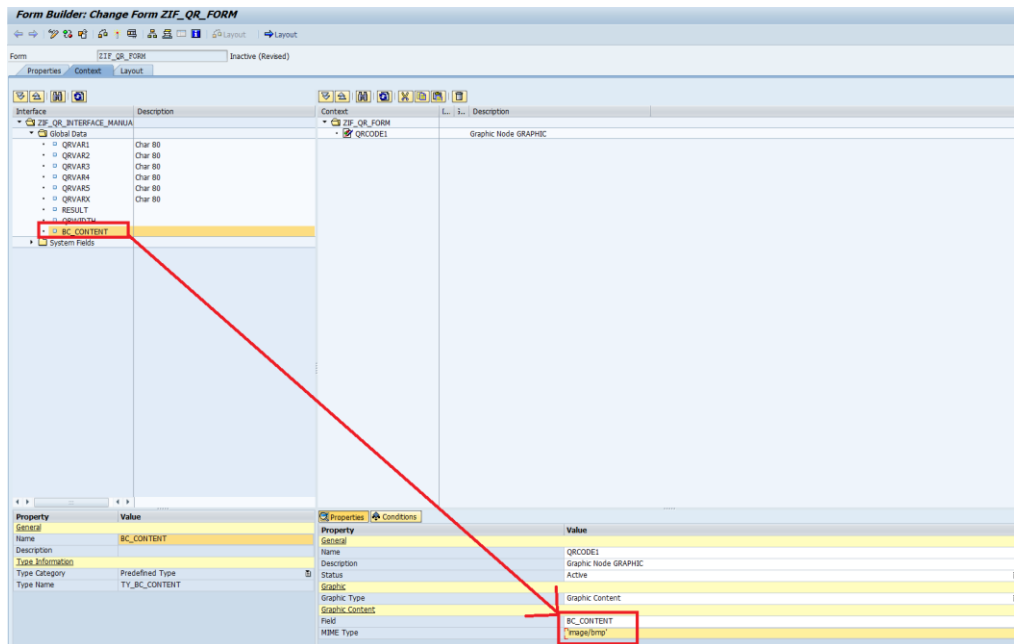 Form Builder: Change Form ZIF_QR_FORM
Layout Layout
Form ZIF_QR_FORM Inactive (Revised)
Properties Context Layout
Interface Description
ZIF_QR_INTERFACE_MANUA
Global Data
QRVAR1 Char 80
QRVAR2 Char 80
QRVAR3 Char 80
QRVAR4 Char 80
QRVAR5 Char 80
QRVARX Char 80
RESULT
QRWIDTH
BC_CONTENT
System Fields
Context I... S... Description
ZIF_QR_FORM
QRCODE1 Graphic Node GRAPHIC
Property Value
General
Name BC_CONTENT
Description
Type Information
Type Category Predefined Type
Type Name TY_BC_CONTENT
Properties Conditions
Property Value
General
Name QRCODE1
Description Graphic Node GRAPHIC
Status Active
Graphic
Graphic Type Graphic Content
Graphic Content
Field BC_CONTENT
MIME Type 'image/bmp'